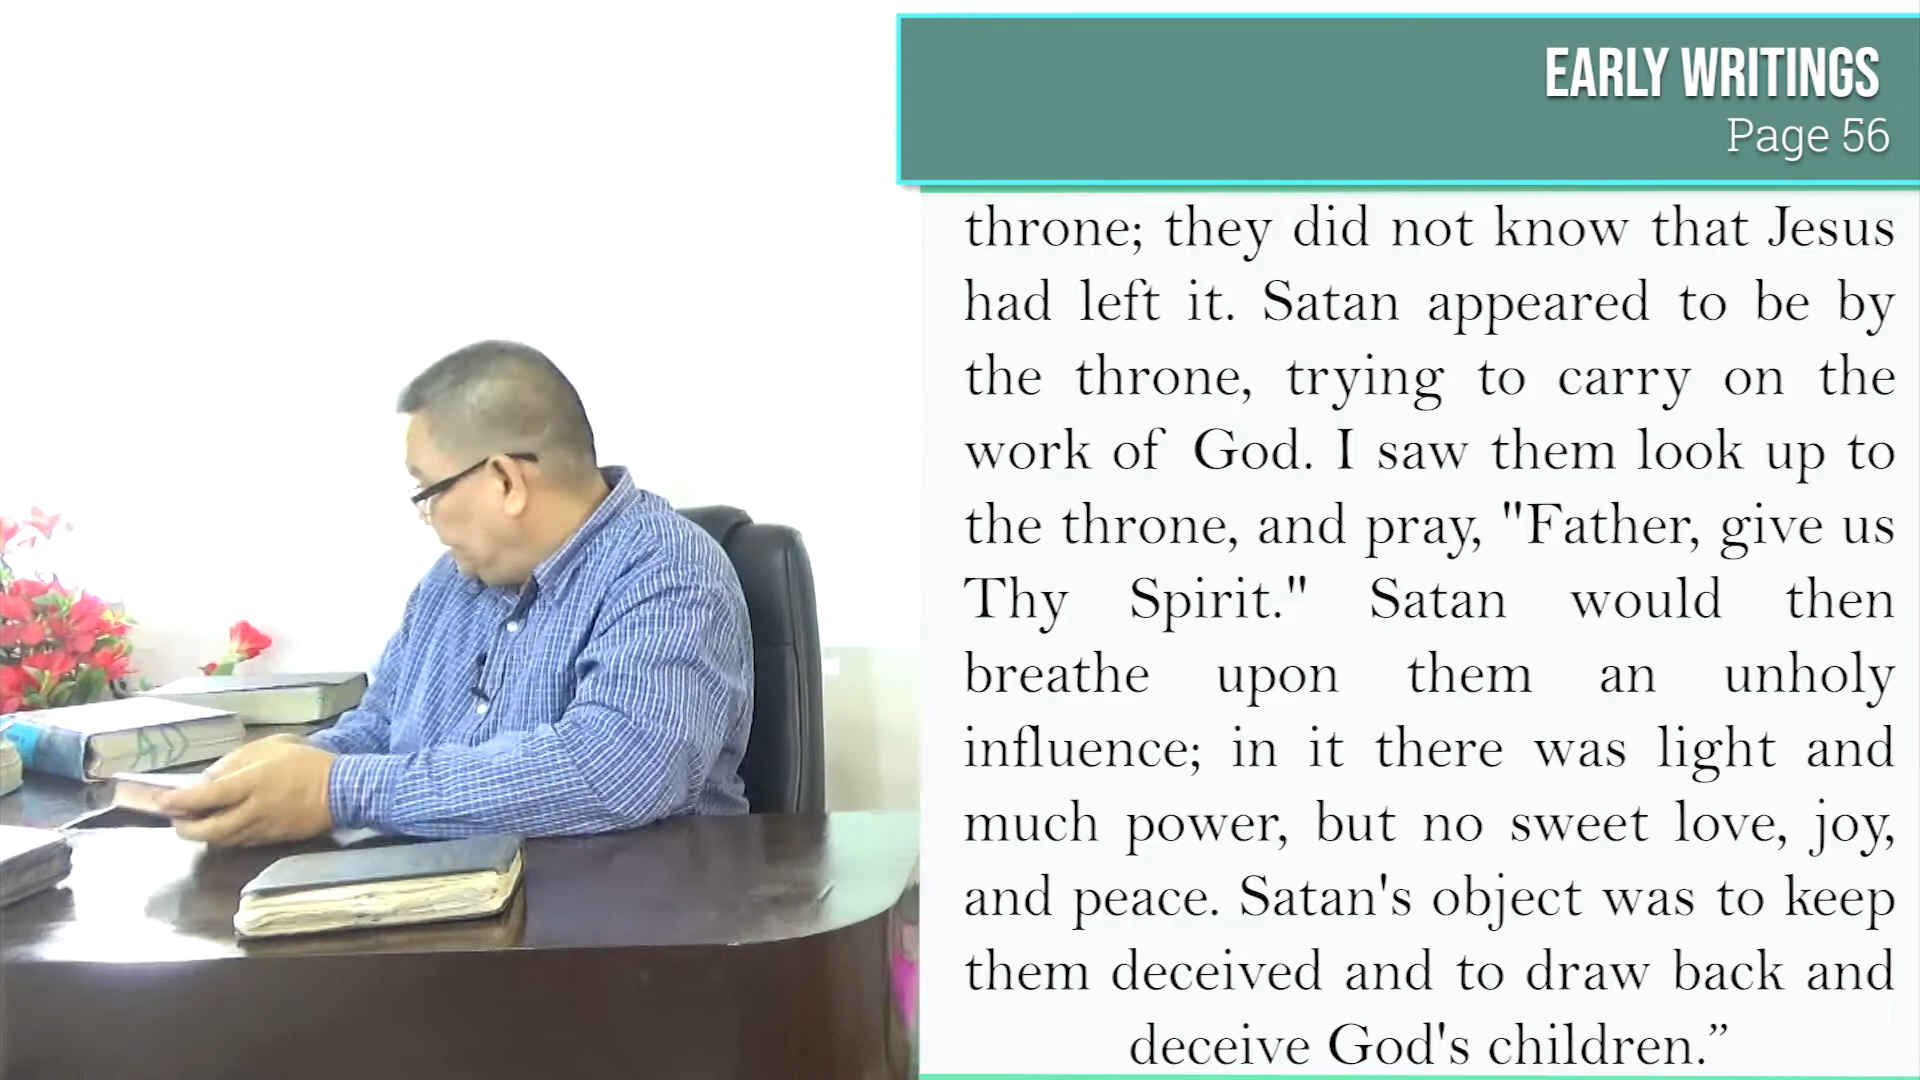 EARLY WRITINGS
Page 56
throne; they did not know that Jesus
had left it. Satan appeared to be by
the throne, trying to carry on the
work of God. I saw them look up to
the throne, and pray, "Father, give us
Thy Spirit." Satan would then
breathe upon them an unholy
influence; in it there was light and
much power, but no sweet love, joy,
and peace. Satan's object was to keep
them deceived and to draw back and
deceive God's children.”